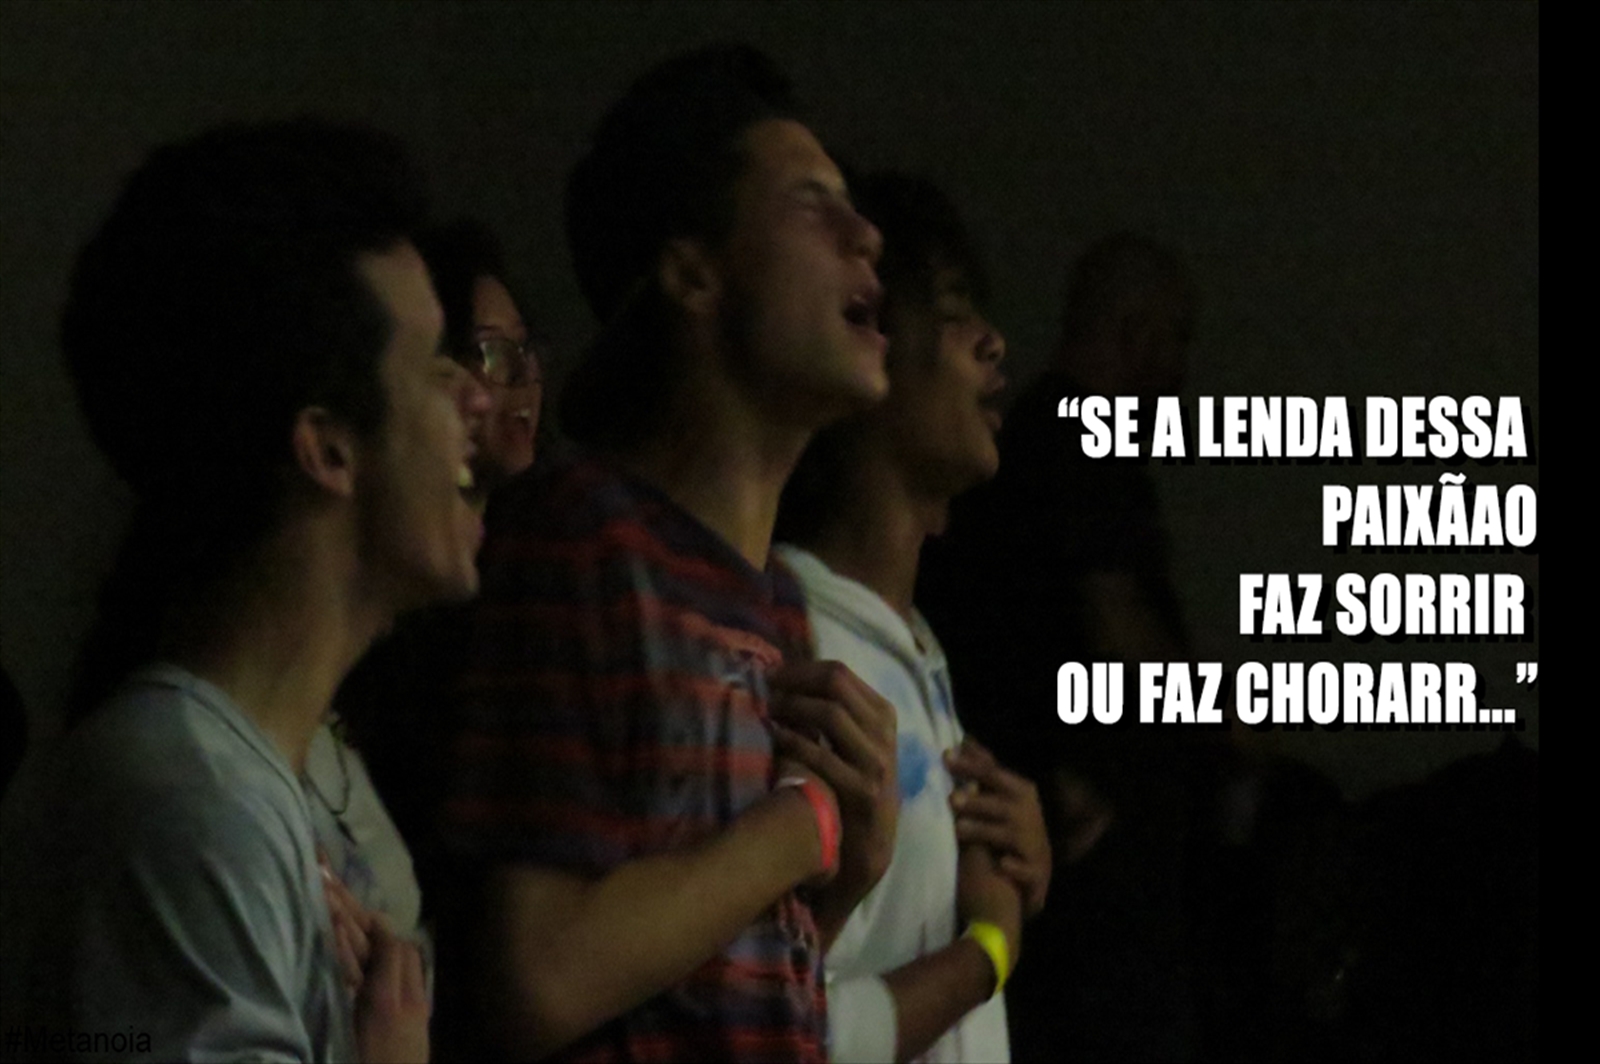 “SE A LENDA DESSA
PAIXÃAO
FAZ SORRIR
OU FAZ CHORARR...”
#Metanoia